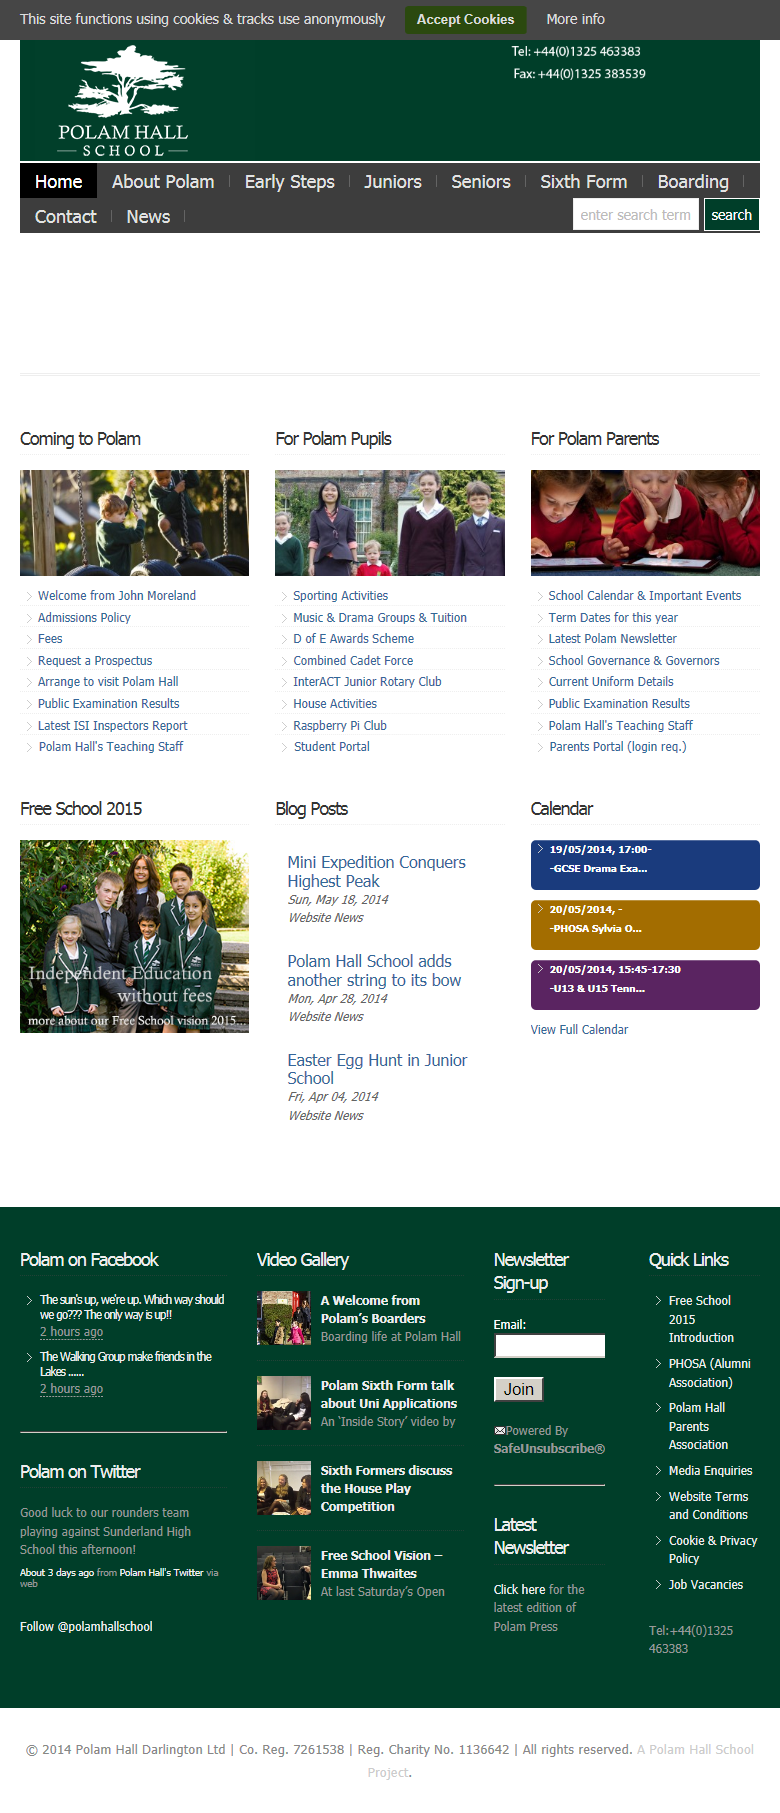 This site functions using cookies & tracks use anonymously Accept Cookies More info
Tel: +44(0)1325 463383
Fax: +44(0)1325 383539
POLAM HALL
SCHOOL
Home About Polam Early Steps Juniors Seniors Sixth Form Boarding
Contact News enter search term search
Coming to Polam
Welcome from John Moreland
Admissions Policy
Fees
Request a Prospectus
Arrange to visit Polam Hall
Public Examination Results
Latest ISI Inspectors Report
Polam Hall's Teaching Staff
For Polam Pupils
Sporting Activities
Music & Drama Groups & Tuition
D of E Awards Scheme
Combined Cadet Force
InterACT Junior Rotary Club
House Activities
Raspberry Pi Club
Student Portal
For Polam Parents
School Calendar & Important Events
Term Dates for this year
Latest Polam Newsletter
School Governance & Governors
Current Uniform Details
Public Examination Results
Polam Hall's Teaching Staff
Parents Portal (login req.)
Free School 2015
Independent Education
without fees
more about our Free School vision 2015...
Blog Posts
Mini Expedition Conquers
Highest Peak
Sun, May 18, 2014
Website News
Polam Hall School adds
another string to its bow
Mon, Apr 28, 2014
Website News
Easter Egg Hunt in Junior
School
Fri, Apr 04, 2014
Website News
Calendar
19/05/2014, 17:00-
-GCSE Drama Exa...
20/05/2014, -
-PHOSA Sylvia O...
20/05/2014, 15:45-17:30
-U13 & U15 Tenn...
View Full Calendar
Polam on Facebook
The sun's up, we're up. Which way should
we go??? The only way is up!!
2 hours ago
The Walking Group make friends in the
Lakes ......
2 hours ago
Polam on Twitter
Good luck to our rounders team
playing against Sunderland High
School this afternoon!
About 3 days ago from Polam Hall's Twitter via
web
Follow @polamhallschool
Video Gallery
A Welcome from
Polam's Boarders
Boarding life at Polam Hall
Polam Sixth Form talk
about Uni Applications
An 'Inside Story' video by
Sixth Formers discuss
the House Play
Competition
Free School Vision –
Emma Thwaites
At last Saturday's Open
Newsletter
Sign-up
Email:
Join
Powered By
SafeUnsubscribe®
Latest
Newsletter
Click here for the
latest edition of
Polam Press
Quick Links
Free School
2015
Introduction
PHOSA (Alumni
Association)
Polam Hall
Parents
Association
Media Enquiries
Website Terms
and Conditions
Cookie & Privacy
Policy
Job Vacancies
Tel:+44(0)1325
463383
© 2014 Polam Hall Darlington Ltd | Co. Reg. 7261538 | Reg. Charity No. 1136642 | All rights reserved. A Polam Hall School
Project.